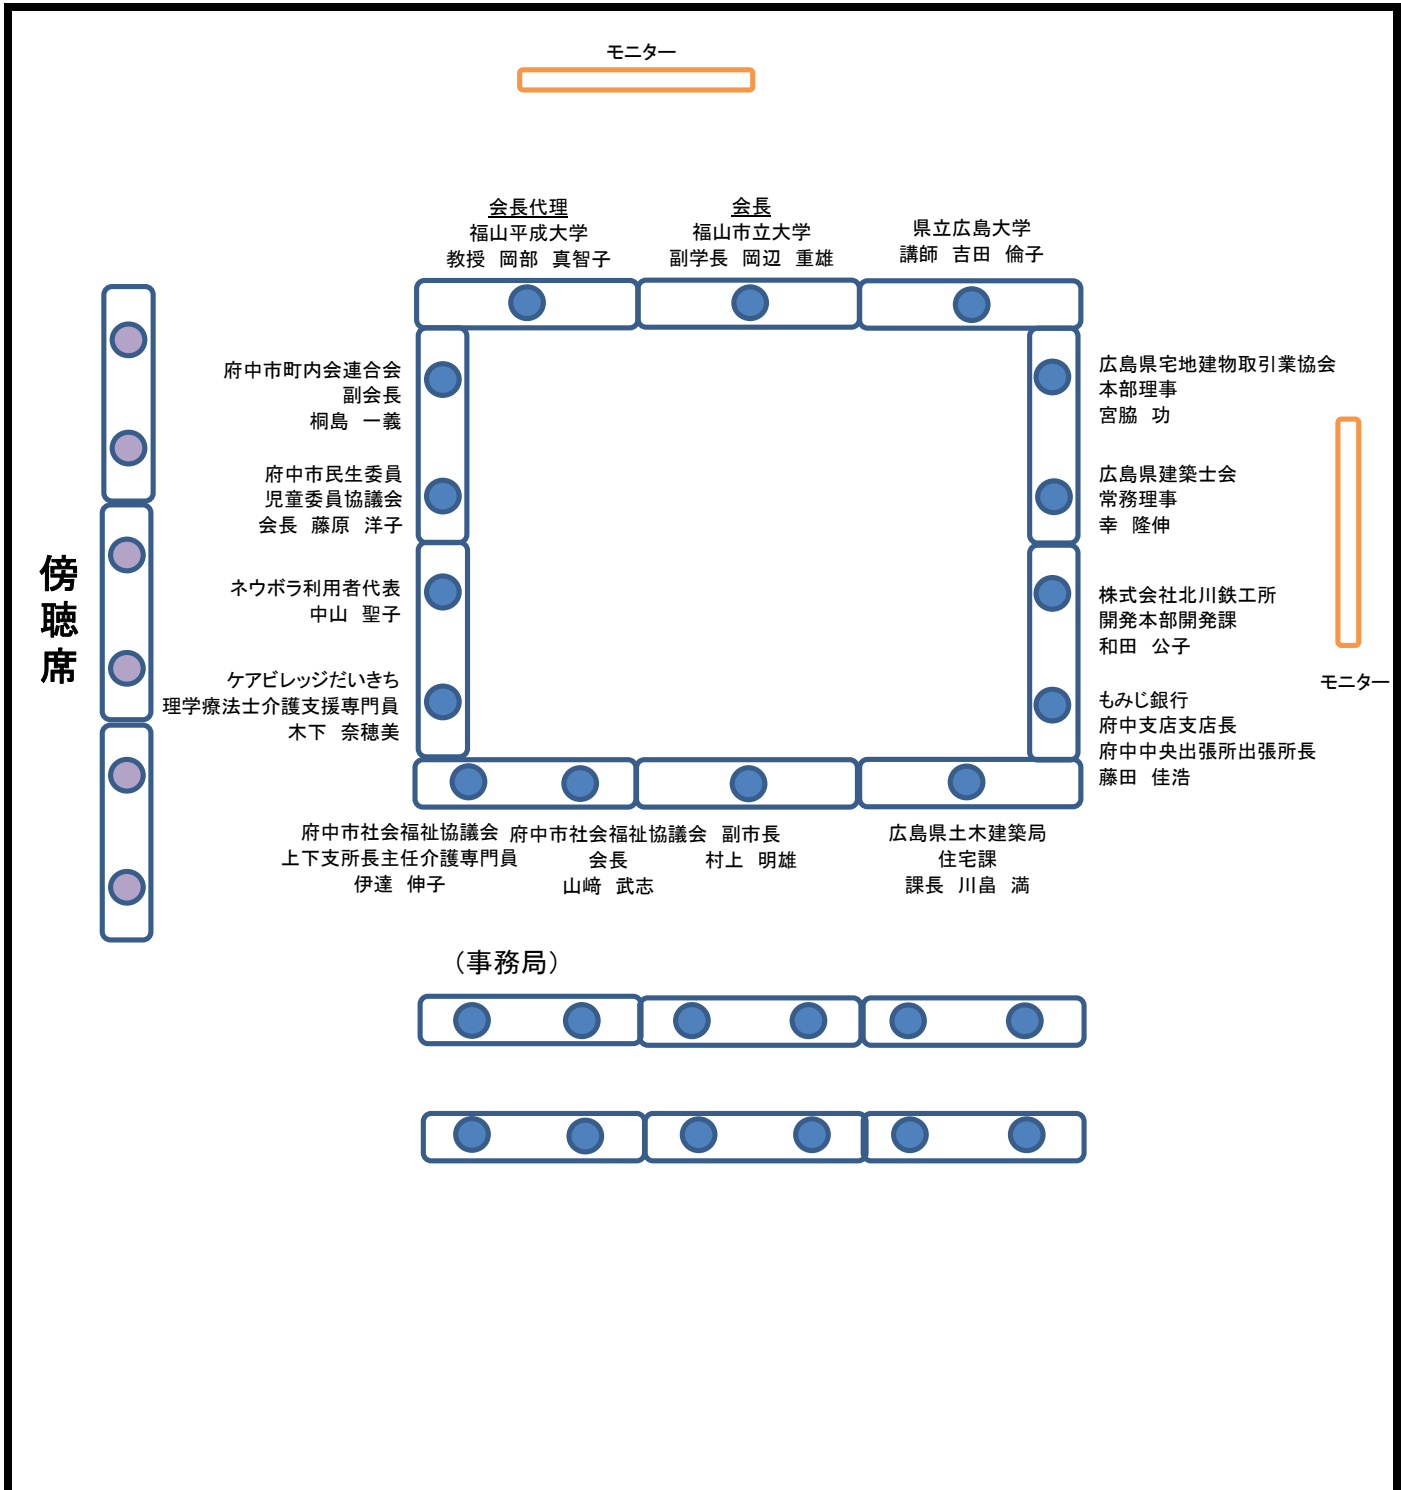 モニター
会長代理
福山平成大学
教授 岡部 真智子
会長
福山市立大学
副学長 岡辺 重雄
県立広島大学
講師 吉田 倫子
府中市町内会連合会
副会長
桐島 一義
府中市民生委員
児童委員協議会
会長 藤原 洋子
ネウボラ利用者代表
中山 聖子
ケアビレッジだいきち
理学療法士介護支援専門員
木下 奈穂美
広島県宅地建物取引業協会
本部理事
宮脇 功
広島県建築士会
常務理事
幸 隆伸
株式会社北川鉄工所
開発本部開発課
和田 公子
もみじ銀行
府中支店支店長
府中中央出張所出張所長
藤田 佳浩
モニター
傍聴席
府中市社会福祉協議会
上下支所長主任介護専門員
伊達 伸子
府中市社会福祉協議会
会長
山﨑 武志
副市長
村上 明雄
広島県土木建築局
住宅課
課長 川畠 満
（事務局）